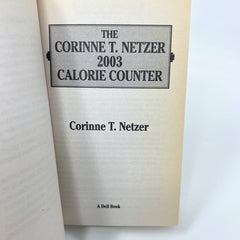 THE
CORINNE T. NETZER
2003
CALORIE COUNTER
Corinne T. Netzer
A Dell Book